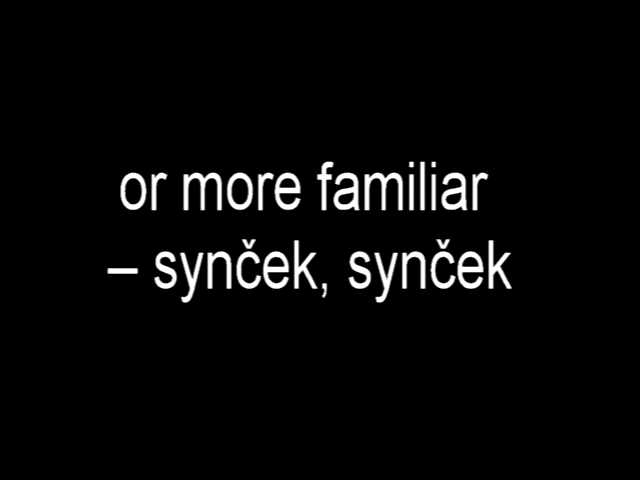 or more familiar
– synček, synček